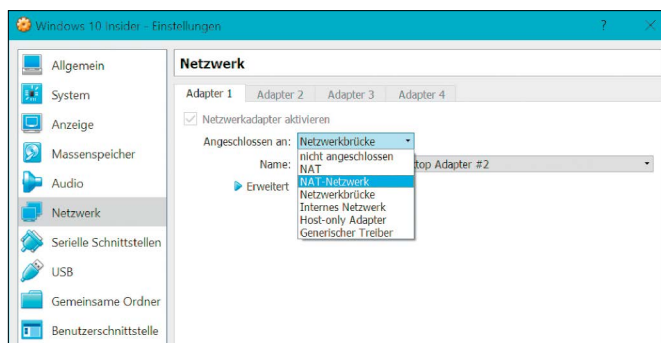 Windows 10 Insider - Einstellungen
?
Allgemein
System
Anzeige
Massenspeicher
Audio
Netzwerk
Serielle Schnittstellen
USB
Gemeinsame Ordner
Benutzerschnittstelle
Netzwerk
Adapter 1 Adapter 2 Adapter 3 Adapter 4
Netzwerkadapter aktivieren
Angeschlossen an: Netzwerkbrücke
nicht angeschlossen
NAT
NAT-Netzwerk
Netzwerkbrücke
Internes Netzwerk
Host-only Adapter
Generischer Treiber
Name: Adapter #2
Erweitert